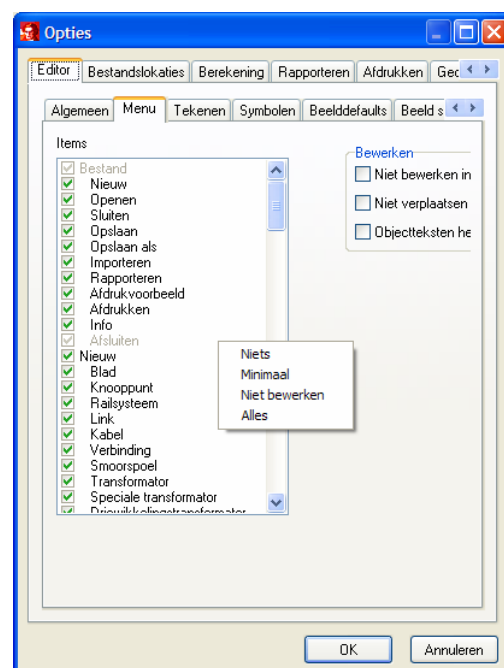 Opties
Editor Bestandslokaties Berekening Rapporteren Afdrukken
Algemeen Menu Tekenen Symbolen Beelddefaults Beeld s
Items
Bewerken
Bestand
Nieuw
Openen
Sluiten
Opslaan
Opslaan als
Importeren
Rapporteren
Afdrukvoorbeeld
Afdrukken
Info
Afsluiten
Nieuw
Blad
Knooppunt
Railsysteem
Link
Kabel
Verbinding
Smoorspoel
Transformator
Speciale transformator
Driewikkelingstransformator
Niet bewerken in
Niet verplaatsen
Objectteksten he
Niets
Minimaal
Niet bewerken
Alles
OK Annuleren